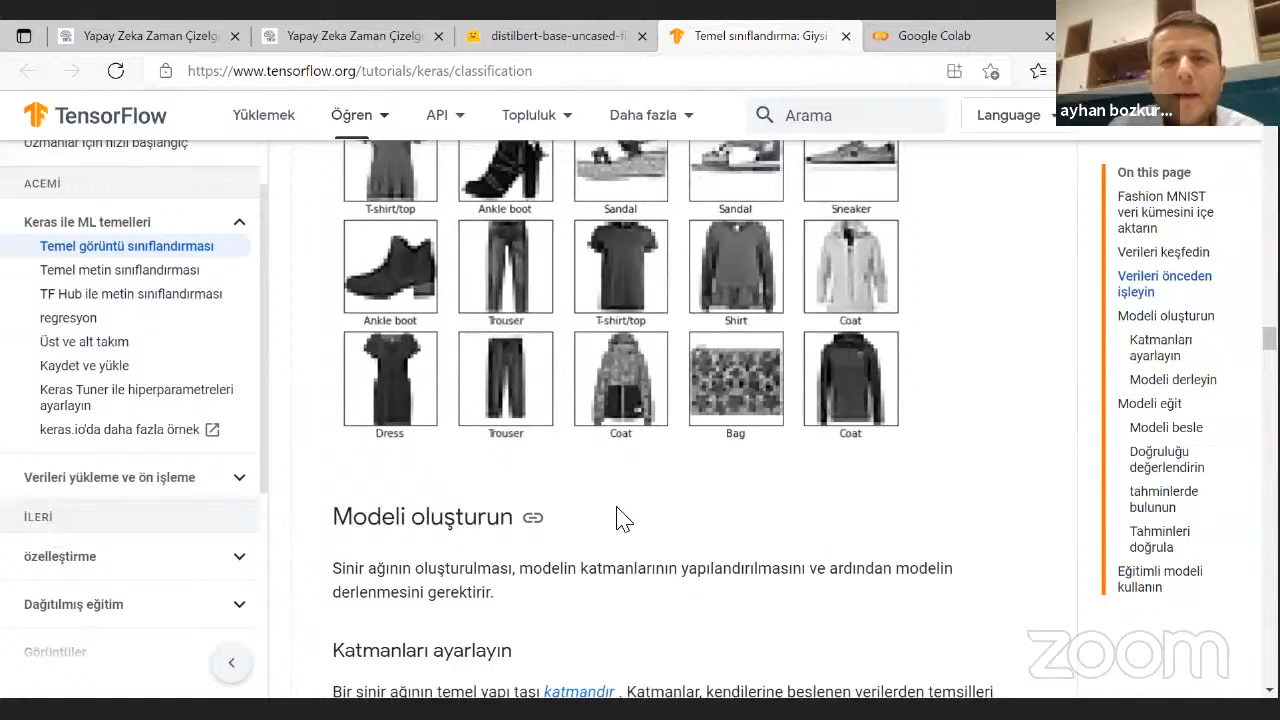 Yapay Zeka Zaman Çizelg
Yapay Zeka Zaman Çizelg
distilbert-base-uncased-fi
Temel sınıflandırma: Giysi
Google Colab
https://www.tensorflow.org/tutorials/keras/classification
ayhan bozkur...
TensorFlow
Yüklemek
Öğren
API
Topluluk
Daha fazla
Arama
Language
Uzmanlar için hızlı başlangıç
ACEMİ
Keras ile ML temelleri
Temel görüntü sınıflandırması
Temel metin sınıflandırması
TF Hub ile metin sınıflandırması
regresyon
Üst ve alt takım
Kaydet ve yükle
Keras Tuner ile hiperparametreleri
ayarlayın
keras.io'da daha fazla örnek
Verileri yükleme ve ön işleme
İLERİ
özelleştirme
Dağıtılmış eğitim
Görüntüler
T-shirt/top
Ankle boot
Sandal
Sandal
Sneaker
Ankle boot
Trouser
T-shirt/top
Shirt
Coat
Dress
Trouser
Coat
Bag
Coat
Modeli oluşturun
Sinir ağının oluşturulması, modelin katmanlarının yapılandırılmasını ve ardından modelin
derlenmesini gerektirir.
Katmanları ayarlayın
Bir sinir ağının temel yapı taşı katmandır . Katmanlar, kendilerine beslenen verilerden temsilleri
On this page
Fashion MNIST
veri kümesini içe
aktarın
Verileri keşfedin
Verileri önceden
işleyin
Modeli oluşturun
Katmanları
ayarlayın
Modeli derleyin
Modeli eğit
Modeli besle
Doğruluğu
değerlendirin
tahminlerde
bulunun
Tahminleri
doğrula
Eğitimli modeli
kullanın
zoom